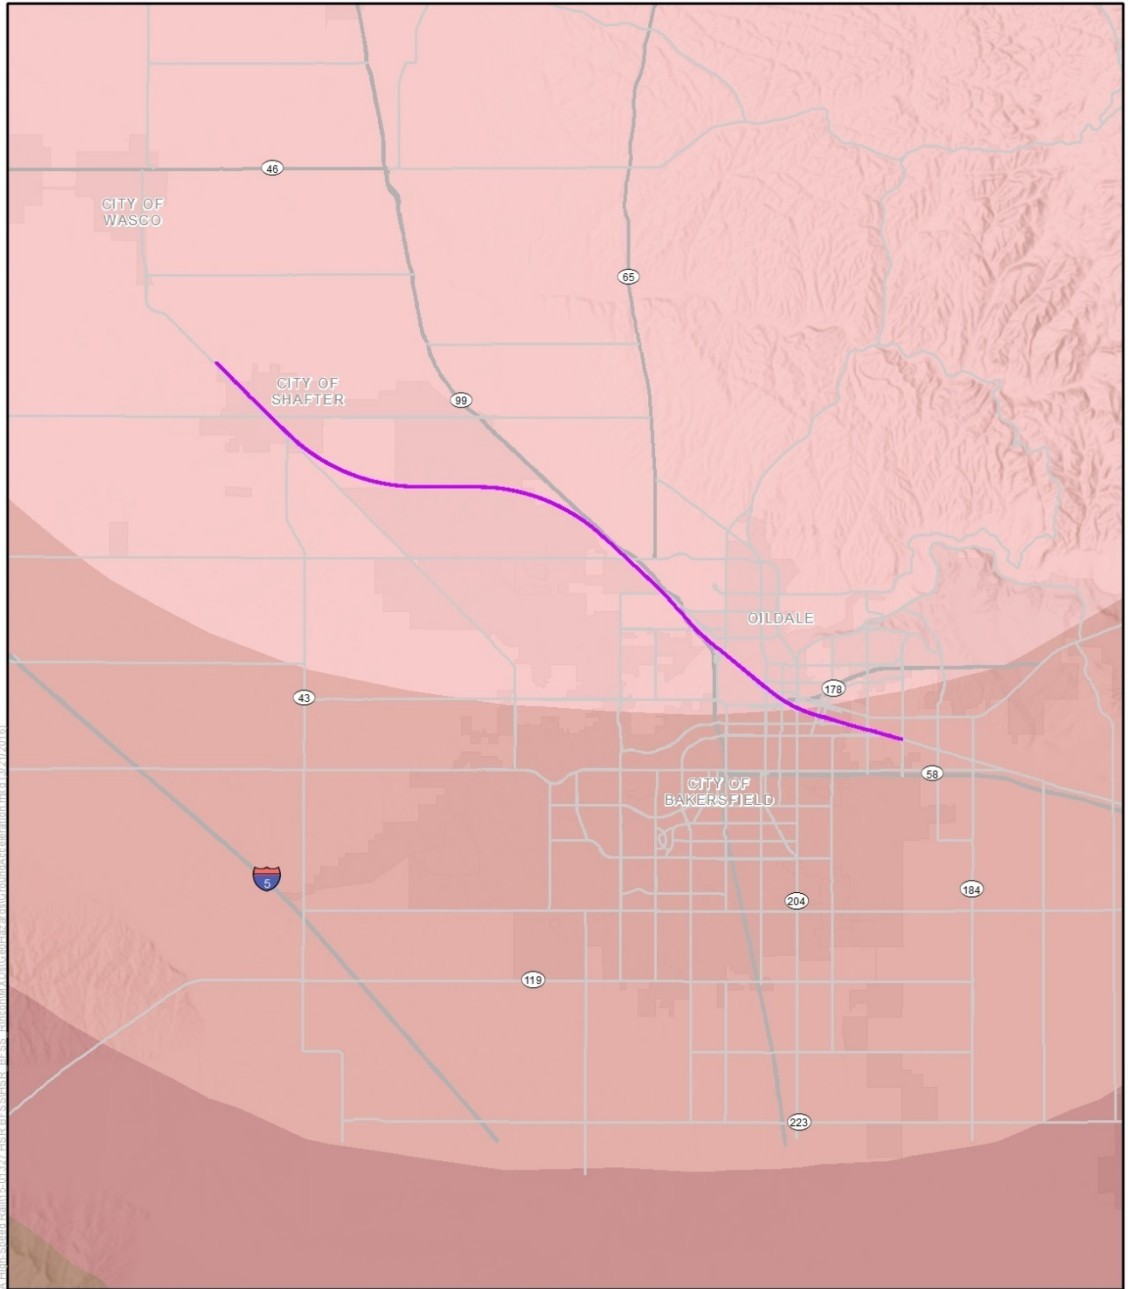 46
CITY OF
WASCO
65
CITY OF
SHAFTER
99
OILDALE
178
43
58
CITY OF
BAKERSFIELD
5
184
204
119
223